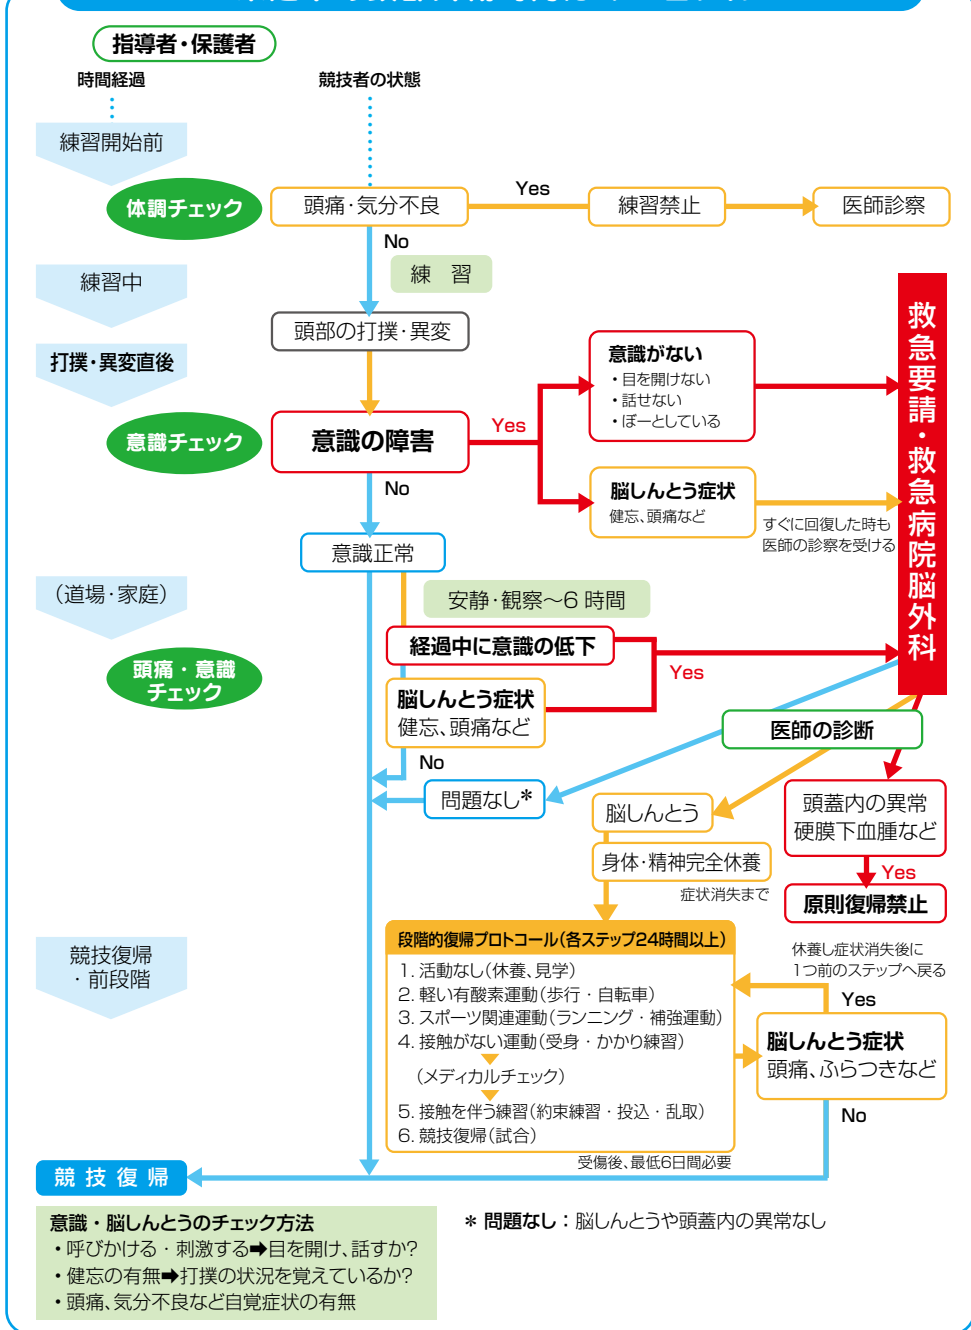 指導者・保護者
時間経過
競技者の状態
練習開始前
体調チェック
頭痛・気分不良
Yes
練習禁止
医師診察
No
練　習
練習中
頭部の打撲・異変
打撲・異変直後
意識チェック
意識の障害
Yes
意識がない
・目を開けない
・話せない
・ぼーとしている
脳しんとう症状
健忘、頭痛など
すぐに回復した時も
医師の診察を受ける
救急要請・救急病院脳外科
No
意識正常
（道場・家庭）
安静・観察～6 時間
頭痛・意識
チェック
経過中に意識の低下
Yes
脳しんとう症状
健忘、頭痛など
No
医師の診断
問題なし*
脳しんとう
身体・精神完全休養
症状消失まで
頭蓋内の異常
硬膜下血腫など
Yes
原則復帰禁止
競技復帰
・前段階
段階的復帰プロトコール（各ステップ24時間以上）
1. 活動なし（休養、見学）
2. 軽い有酸素運動（歩行・自転車）
3. スポーツ関連運動（ランニング・補強運動）
4. 接触がない運動（受身・かかり練習）
（メディカルチェック）
5. 接触を伴う練習（約束練習・投込・乱取）
6. 競技復帰（試合）
受傷後、最低6日間必要
休養し症状消失後に
1つ前のステップへ戻る
Yes
脳しんとう症状
頭痛、ふらつきなど
No
競技復帰
意識・脳しんとうのチェック方法
・呼びかける・刺激する➡目を開け、話すか?
・健忘の有無➡打撲の状況を覚えているか?
・頭痛、気分不良など自覚症状の有無
* 問題なし：脳しんとうや頭蓋内の異常なし